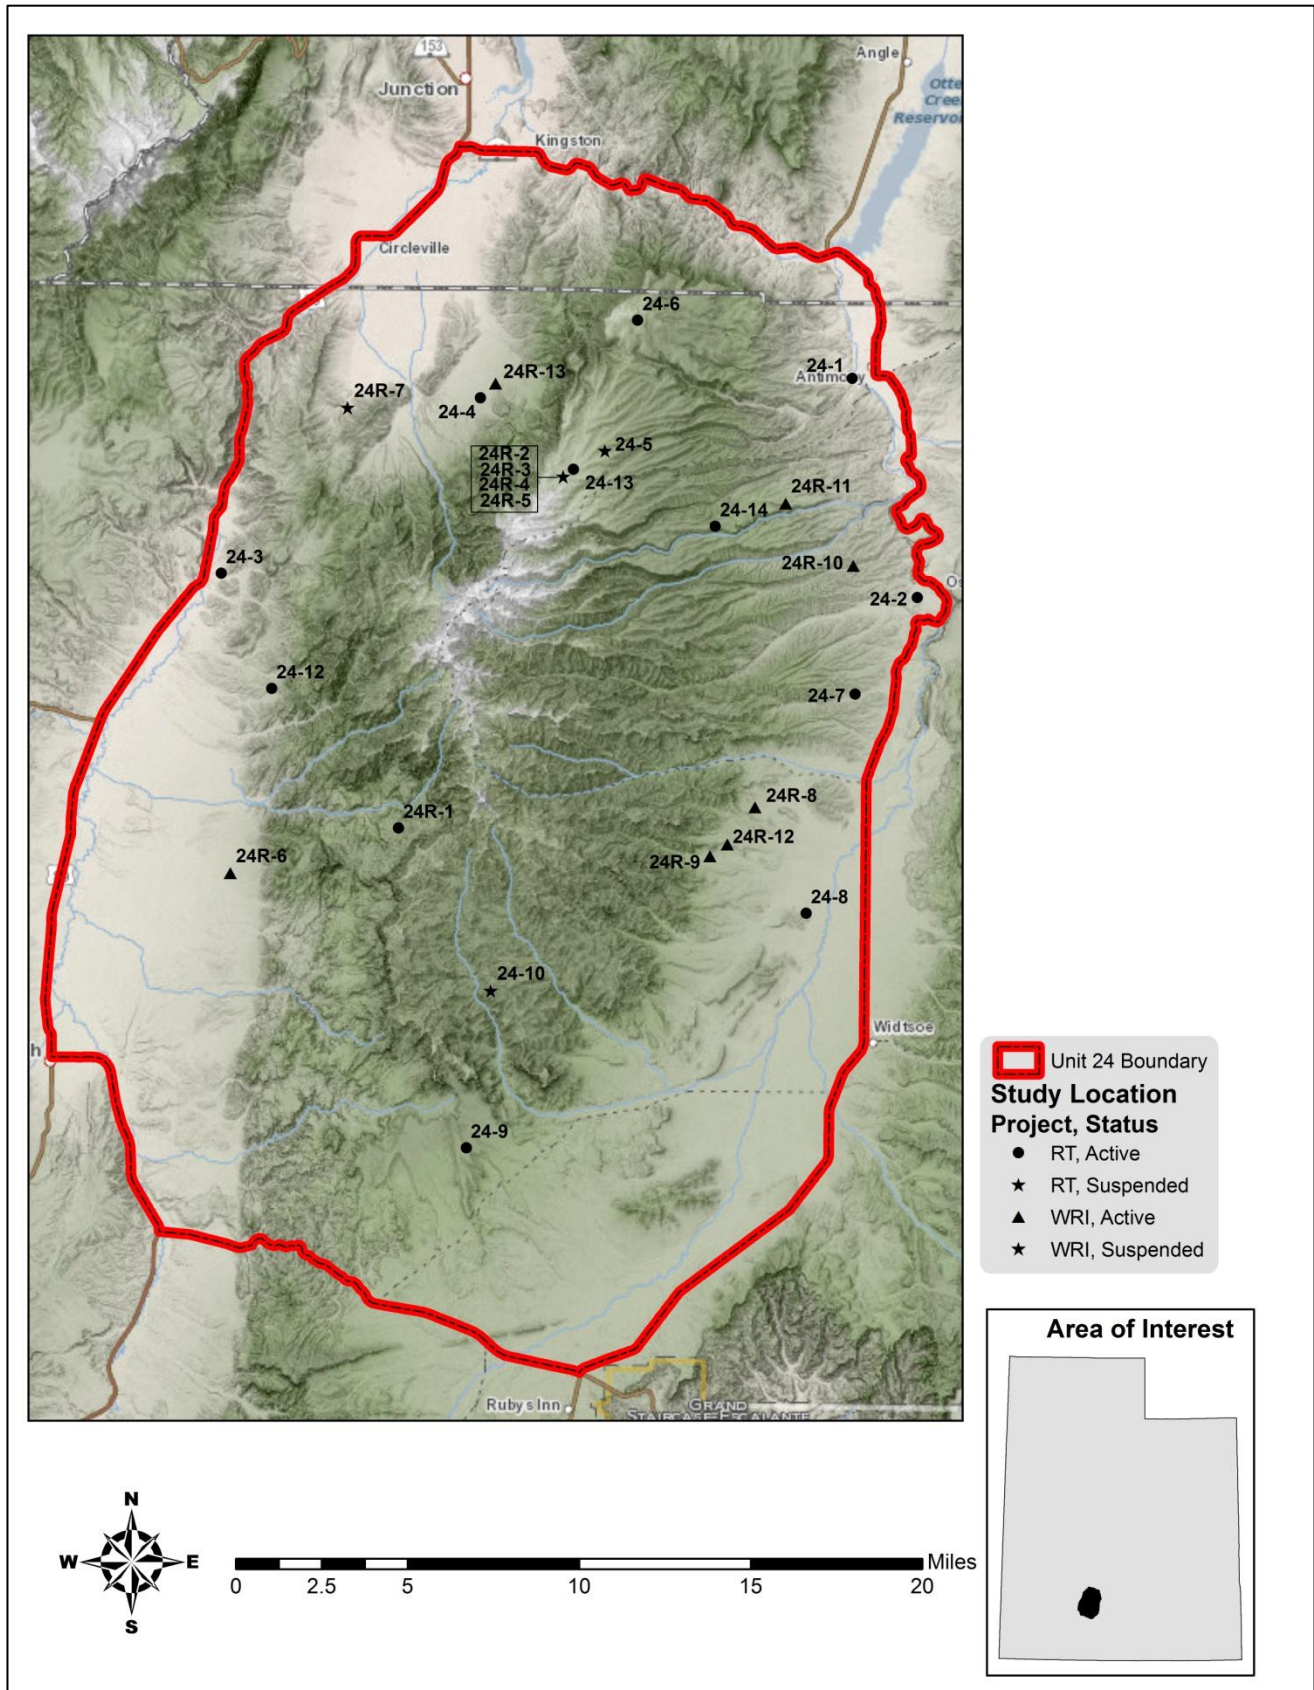 153
Angle
Junction
Otte
Creek
Reservoi
Kingston
Circleville
24-6
24-1
Antimony
24R-13
24R-7
24-4
24R-2
24R-3
24R-4
24R-5
24-5
24-13
24R-11
24-14
24R-10
24-3
24-2
Os
24-12
24-7
24R-8
24R-1
24R-12
24R-9
24R-6
24-8
24-10
Widtsoe
h
24-9
Rubys Inn
GRAND
STAIRCASE-ESCALANTE
Unit 24 Boundary
Study Location
Project, Status
RT, Active
RT, Suspended
WRI, Active
WRI, Suspended
Area of Interest
N
W E
S
Miles
0 2.5 5 10 15 20